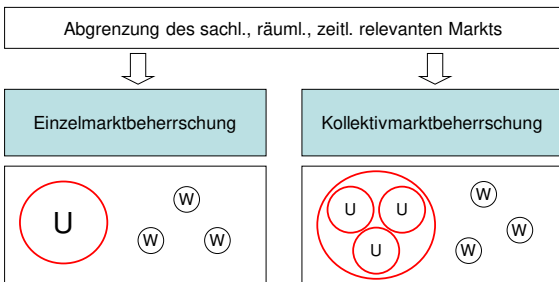 Abgrenzung des sachl., räuml., zeitl. relevanten Markts
Einzelmarktbeherrschung
Kollektivmarktbeherrschung
U
W
W
W
U
U
U
W
W
W